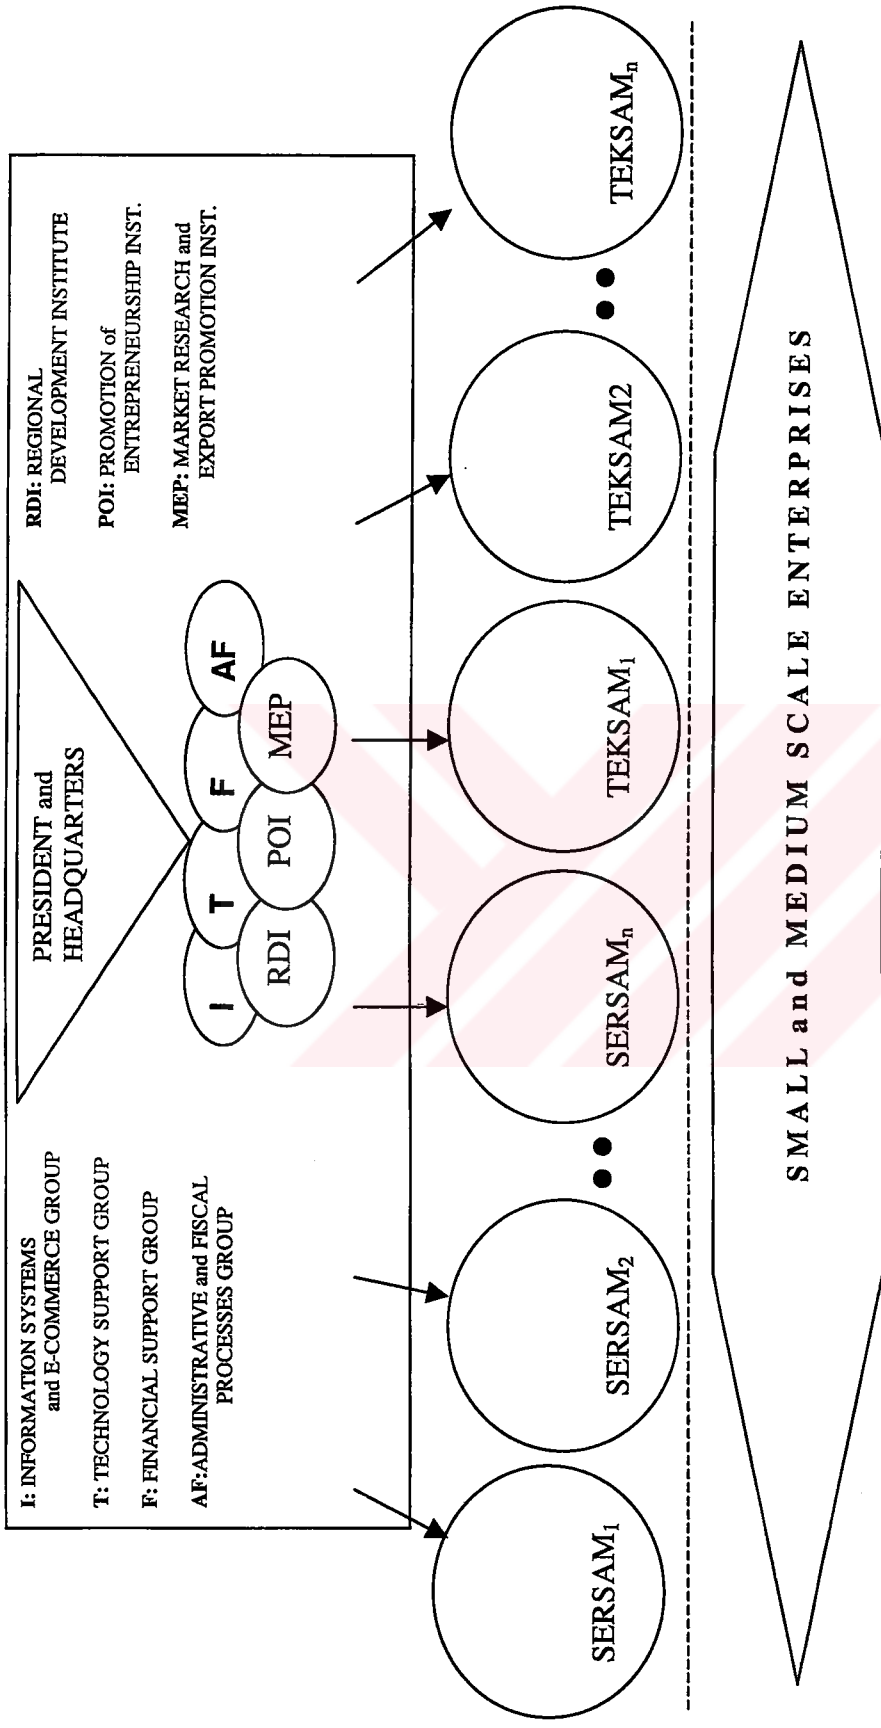 I: INFORMATION SYSTEMS
and E-COMMERCE GROUP
T: TECHNOLOGY SUPPORT GROUP
F: FINANCIAL SUPPORT GROUP
AF:ADMINISTRATIVE and FISCAL
PROCESSES GROUP
PRESIDENT and
HEADQUARTERS
I
T
F
AF
RDI
POI
MEP
RDI: REGIONAL
DEVELOPMENT INSTITUTE
POI: PROMOTION of
ENTREPRENEURSHIP INST.
MEP: MARKET RESEARCH and
EXPORT PROMOTION INST.
SERSAM₁
SERSAM₂
SERSAMₙ
TEKSAM₁
TEKSAM2
TEKSAMₙ
SMALL and MEDIUM SCALE ENTERPRISES